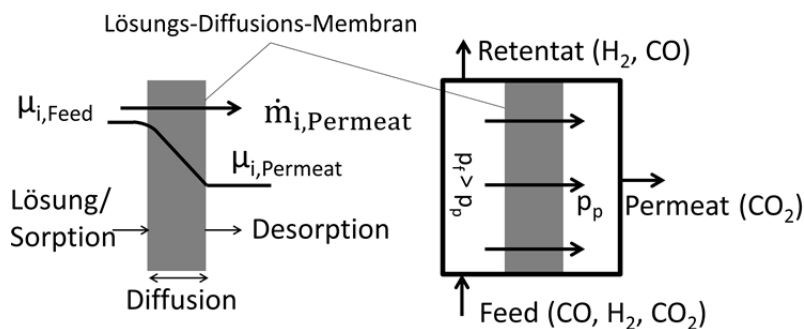 Lösungs-Diffusions-Membran
μi,Feed
ṁi,Permeat
μi,Permeat
Lösung/
Sorption
Desorption
Diffusion
Retentat (H2, CO)
pf > pp
pp
Permeat (CO2)
Feed (CO, H2, CO2)